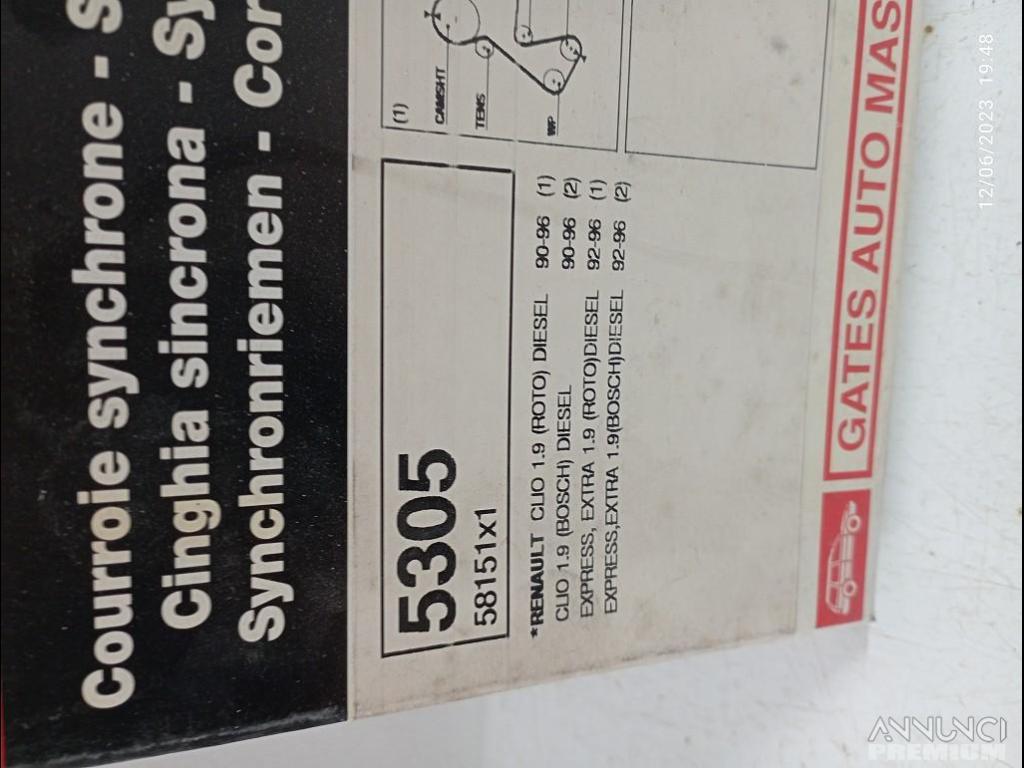 Courroie synchrone - S
Cinghia sincrona - Sy
Synchronriemen - Cor
(1)
CAMSHT
TENS
WP
5305
58151x1
*RENAULT CLIO 1.9 (ROTO) DIESEL 90-96 (1)
CLIO 1.9 (BOSCH) DIESEL 90-96 (2)
EXPRESS, EXTRA 1.9 (ROTO)DIESEL 92-96 (1)
EXPRESS,EXTRA 1.9(BOSCH)DIESEL 92-96 (2)
GATES AUTO MAS
12/06/2023 19:48
ANNUNCI
PREMIUM